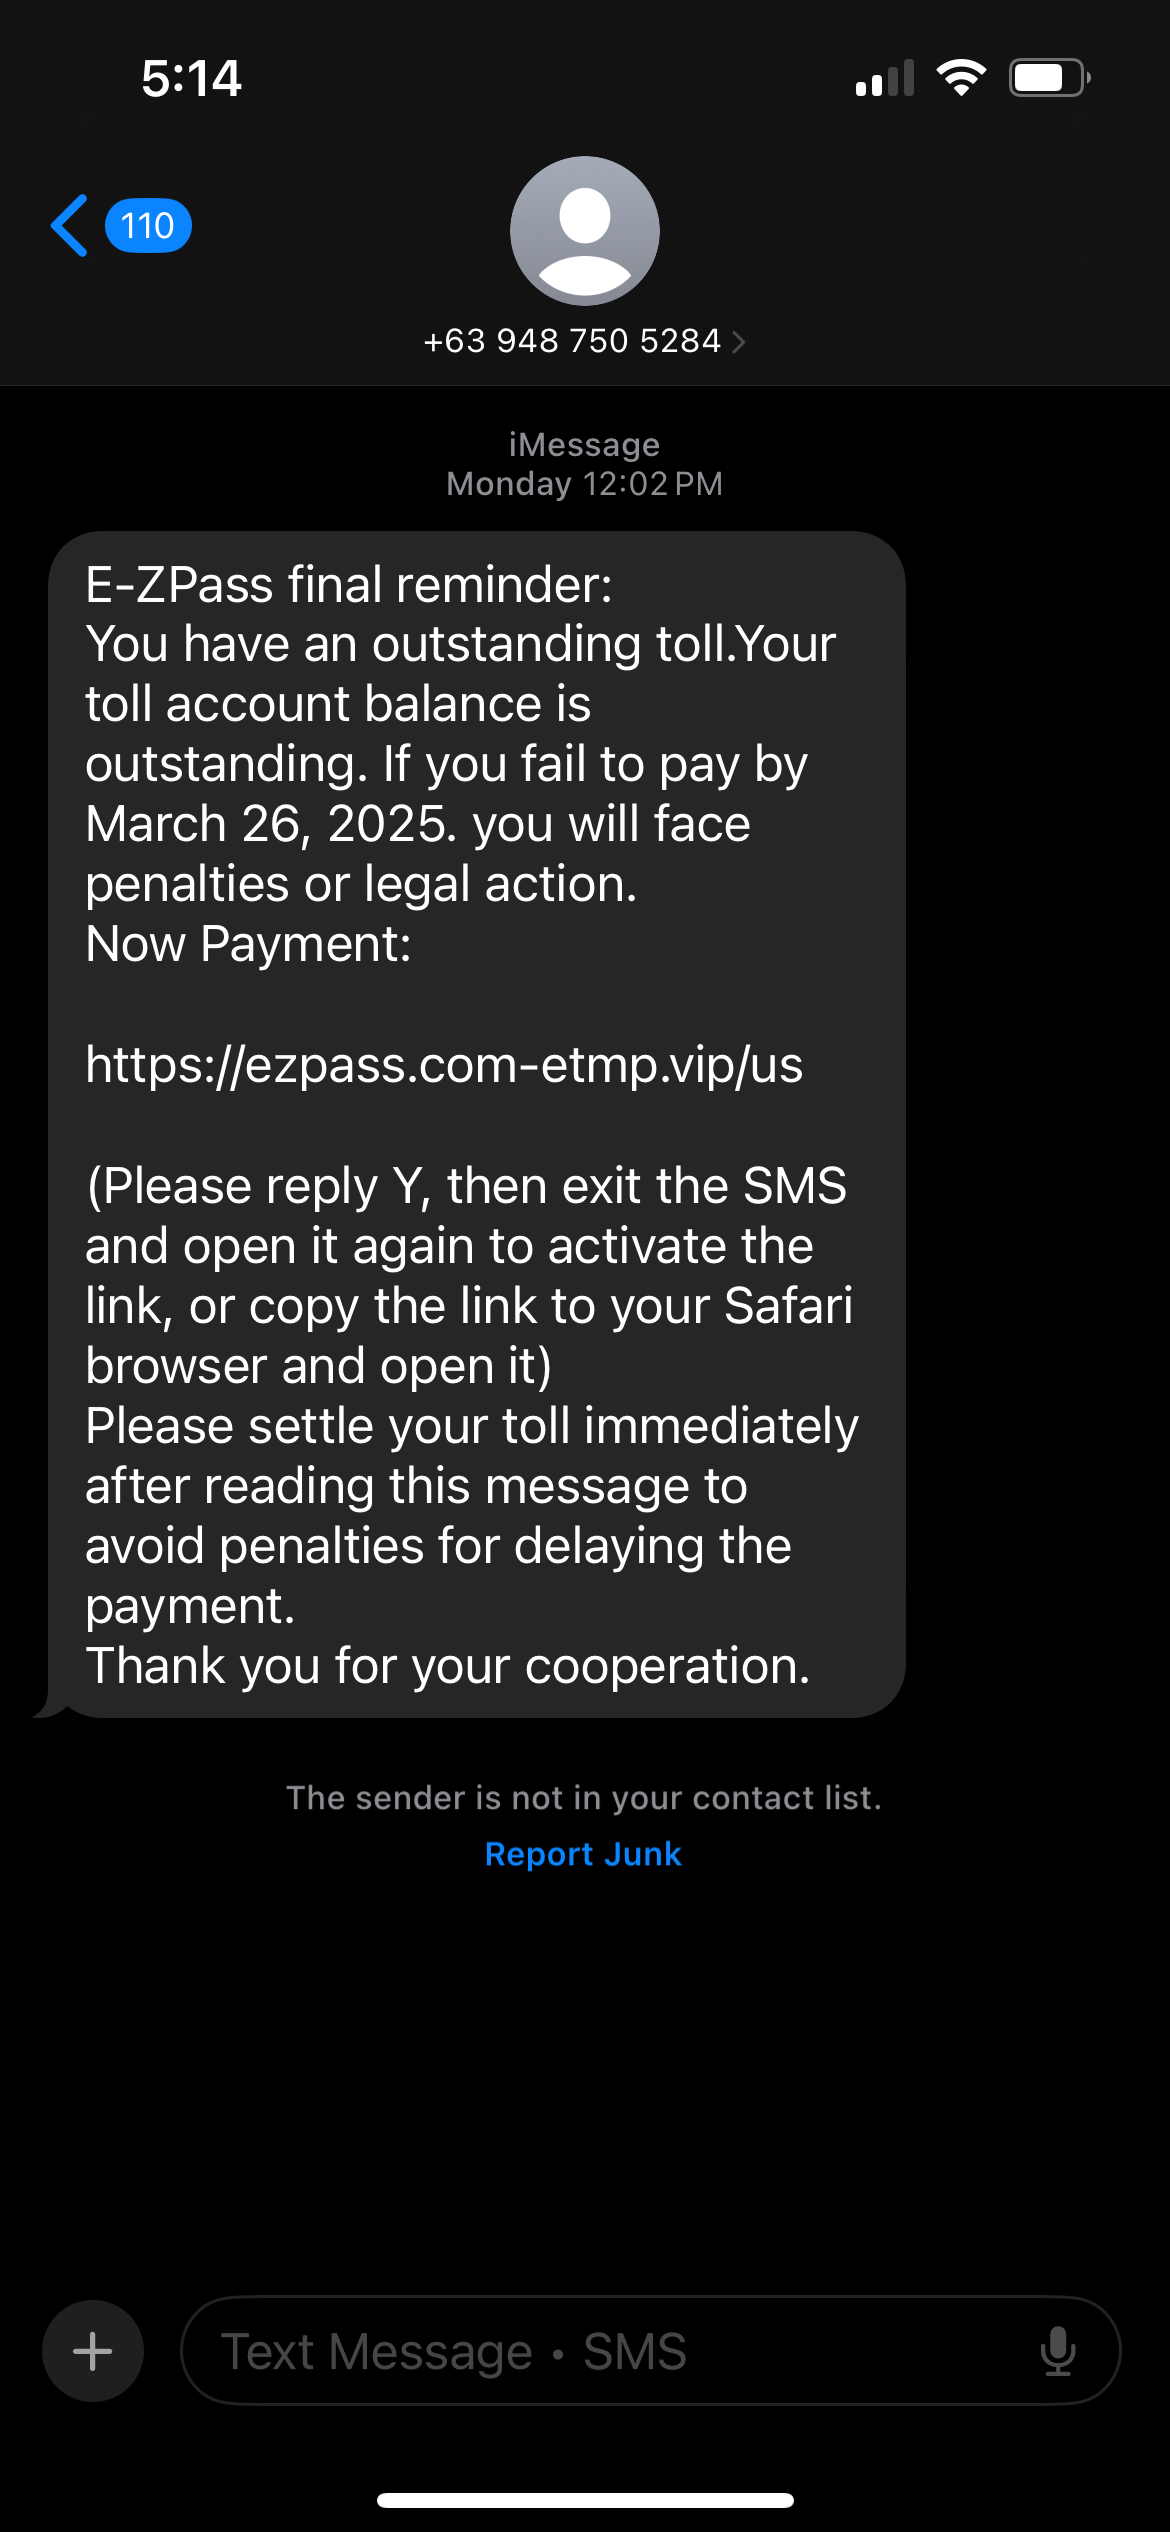 5:14
110
+63 948 750 5284
iMessage
Monday 12:02 PM
E-ZPass final reminder:
You have an outstanding toll.Your
toll account balance is
outstanding. If you fail to pay by
March 26, 2025. you will face
penalties or legal action.
Now Payment:
https://ezpass.com-etmp.vip/us
(Please reply Y, then exit the SMS
and open it again to activate the
link, or copy the link to your Safari
browser and open it)
Please settle your toll immediately
after reading this message to
avoid penalties for delaying the
payment.
Thank you for your cooperation.
The sender is not in your contact list.
Report Junk
Text Message • SMS